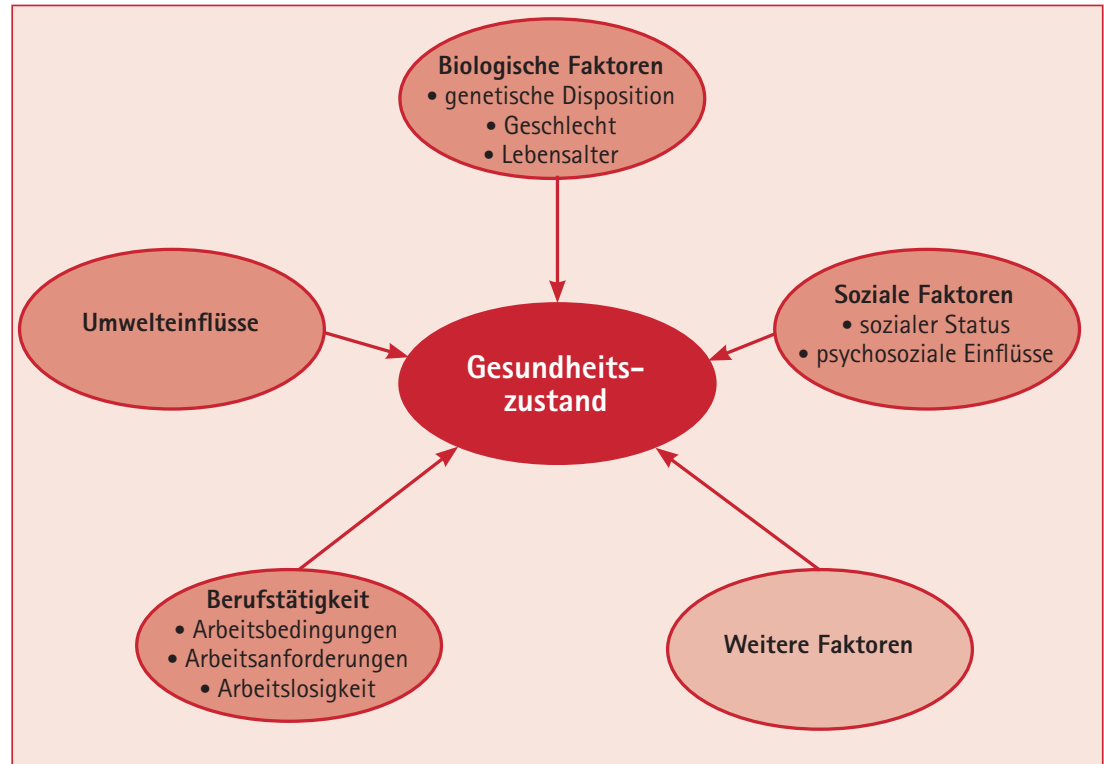 Biologische Faktoren
• genetische Disposition
• Geschlecht
• Lebensalter
Umwelteinflüsse
Soziale Faktoren
• sozialer Status
• psychosoziale Einflüsse
Gesundheits-
zustand
Berufstätigkeit
• Arbeitsbedingungen
• Arbeitsanforderungen
• Arbeitslosigkeit
Weitere Faktoren